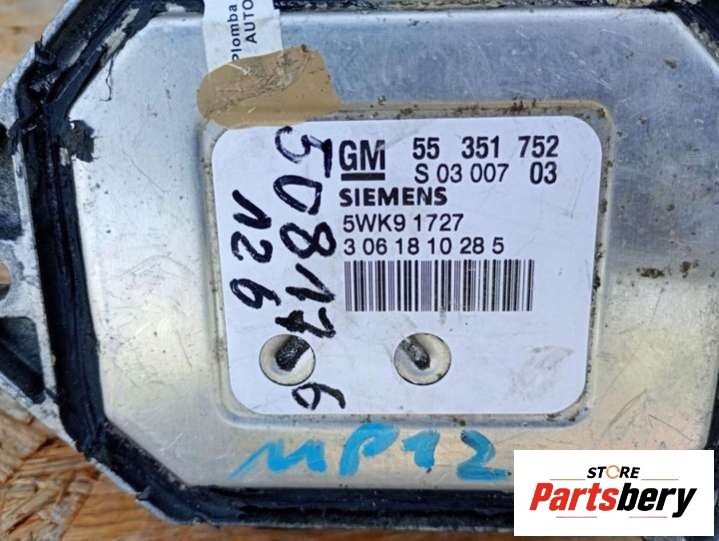 Plomba
AUTO
GM 55 351 752
S 03 007 03
SIEMENS
5WK9 1727
3 06 18 10 28 5
126
MP12
STORE
Partsbery